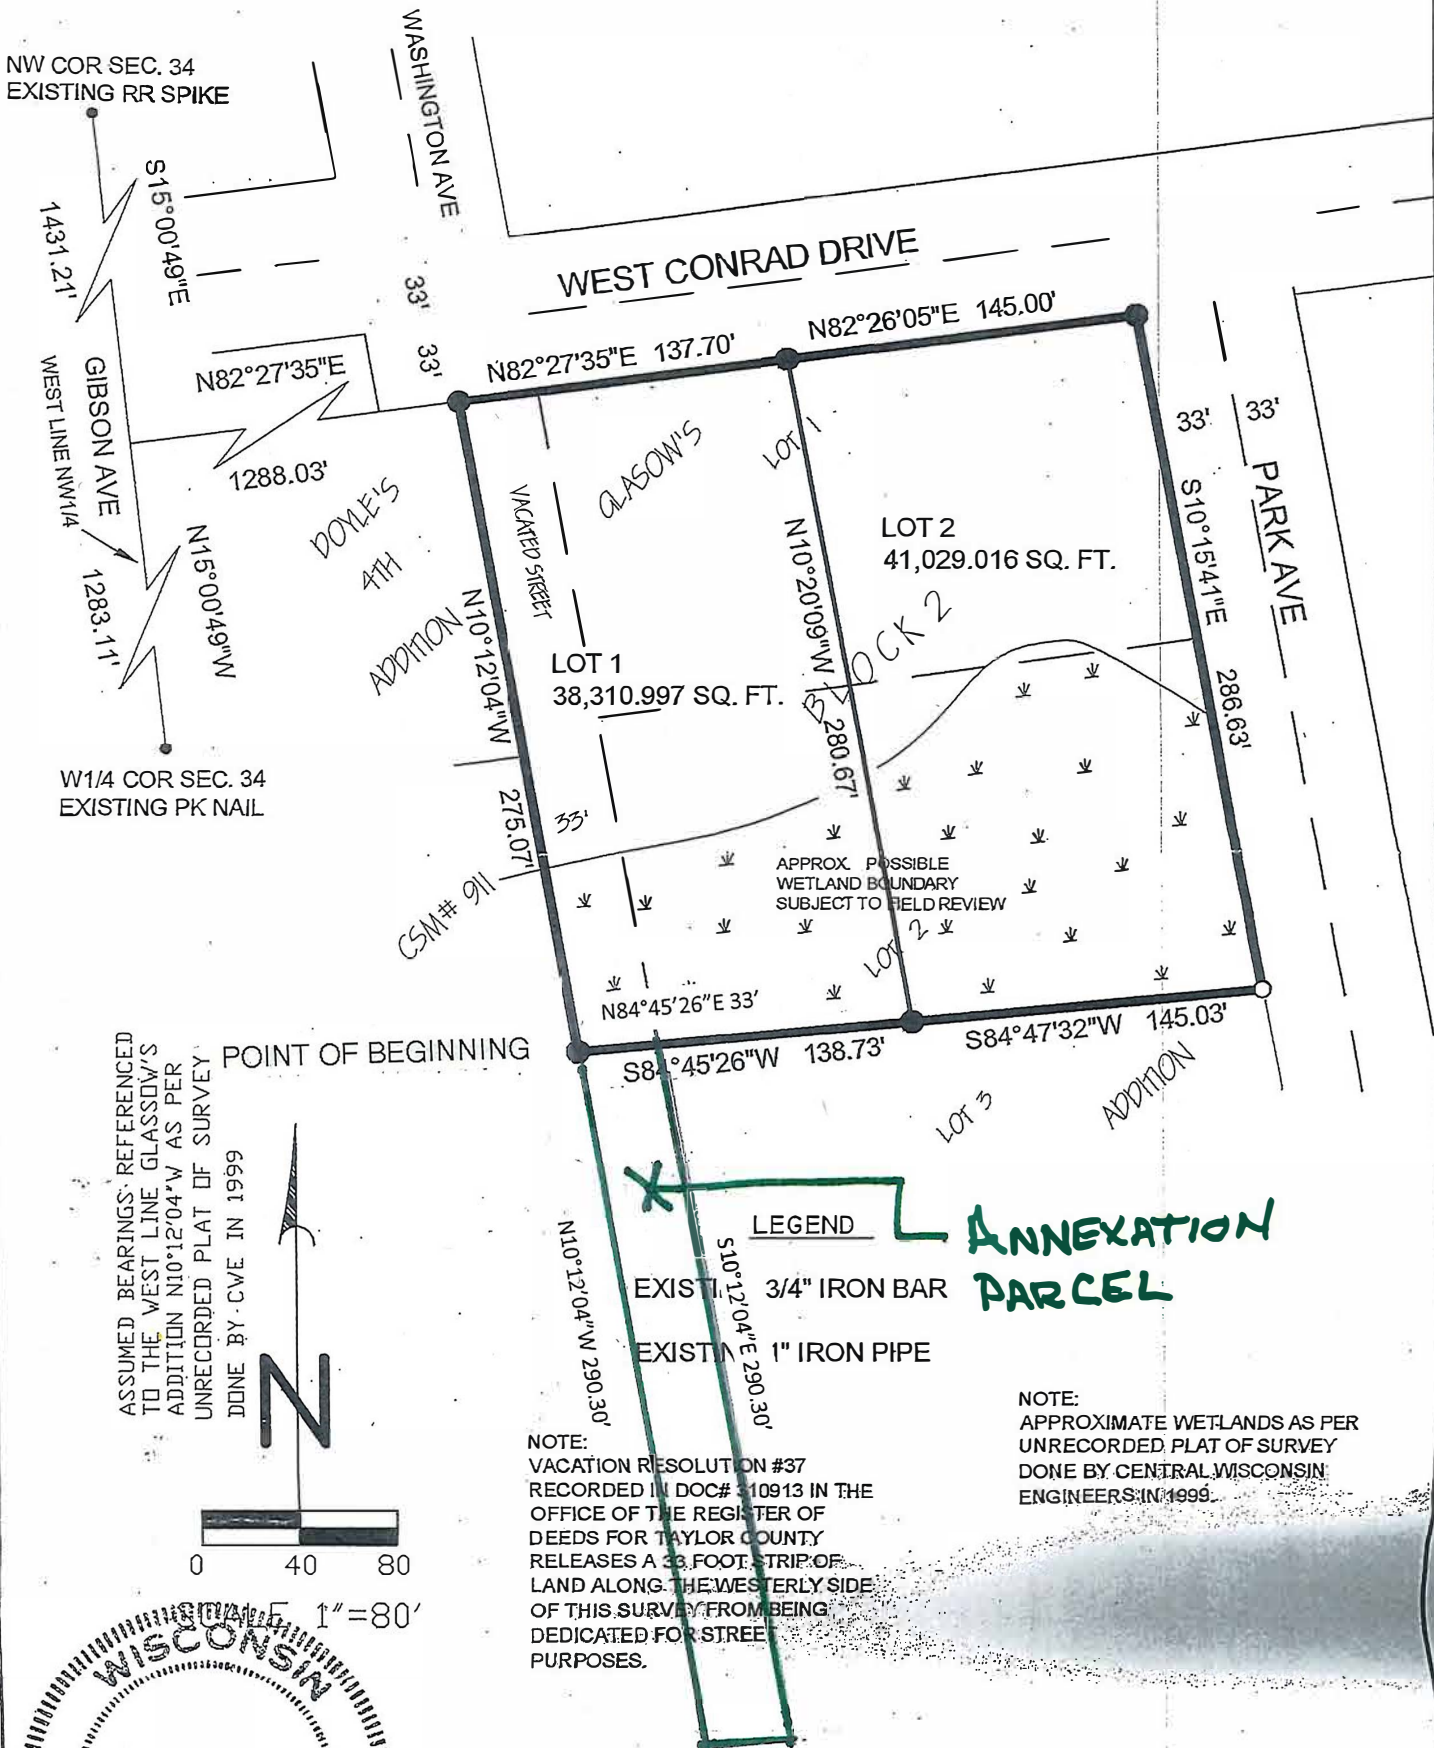 NW COR SEC. 34
EXISTING RR SPIKE
WASHINGTON AVE
S15°00'49"E
1431.21'
WEST CONRAD DRIVE
33'
33'
N82°27'35"E 137.70'
N82°26'05"E 145.00'
N82°27'35"E
GIBSON AVE
WEST LINE NW1/4
1288.03'
33' 33'
PARK AVE
DOYLE'S
4TH
ADDITION
GLASOW'S
LOT 1
VACATED STREET
LOT 2
41,029.016 SQ. FT.
S10°15'41"E
286.63'
N15°00'49"W
1283.11'
N10°12'04"W
275.07'
N10°20'09"W
280.67'
BLOCK 2
LOT 1
38,310.997 SQ. FT.
W1/4 COR SEC. 34
EXISTING PK NAIL
33'
CSM# 911
APPROX. POSSIBLE
WETLAND BOUNDARY
SUBJECT TO FIELD REVIEW
LOT 2
N84°45'26"E 33'
POINT OF BEGINNING
S84°45'26"W 138.73'
S84°47'32"W 145.03'
LOT 3
ADDITION
ASSUMED BEARINGS REFERENCED
TO THE WEST LINE GLASSOW'S
ADDITION N10°12'04"W AS PER
UNRECORDED PLAT OF SURVEY
DONE BY CWE IN 1999
N
LEGEND
ANNEXATION
PARCEL
N10°12'04"W 290.30'
S10°12'04"E 290.30'
EXISTI 3/4" IRON BAR
EXISTIN 1" IRON PIPE
NOTE:
APPROXIMATE WETLANDS AS PER
UNRECORDED PLAT OF SURVEY
DONE BY CENTRAL WISCONSIN
ENGINEERS IN 1999.
NOTE:
VACATION RESOLUTION #37
RECORDED IN DOC# 310913 IN THE
OFFICE OF THE REGISTER OF
DEEDS FOR TAYLOR COUNTY
RELEASES A 33 FOOT STRIP OF
LAND ALONG THE WESTERLY SIDE
OF THIS SURVEY FROM BEING
DEDICATED FOR STREET
PURPOSES.
0 40 80
SCALE 1"=80'
WISCONSIN